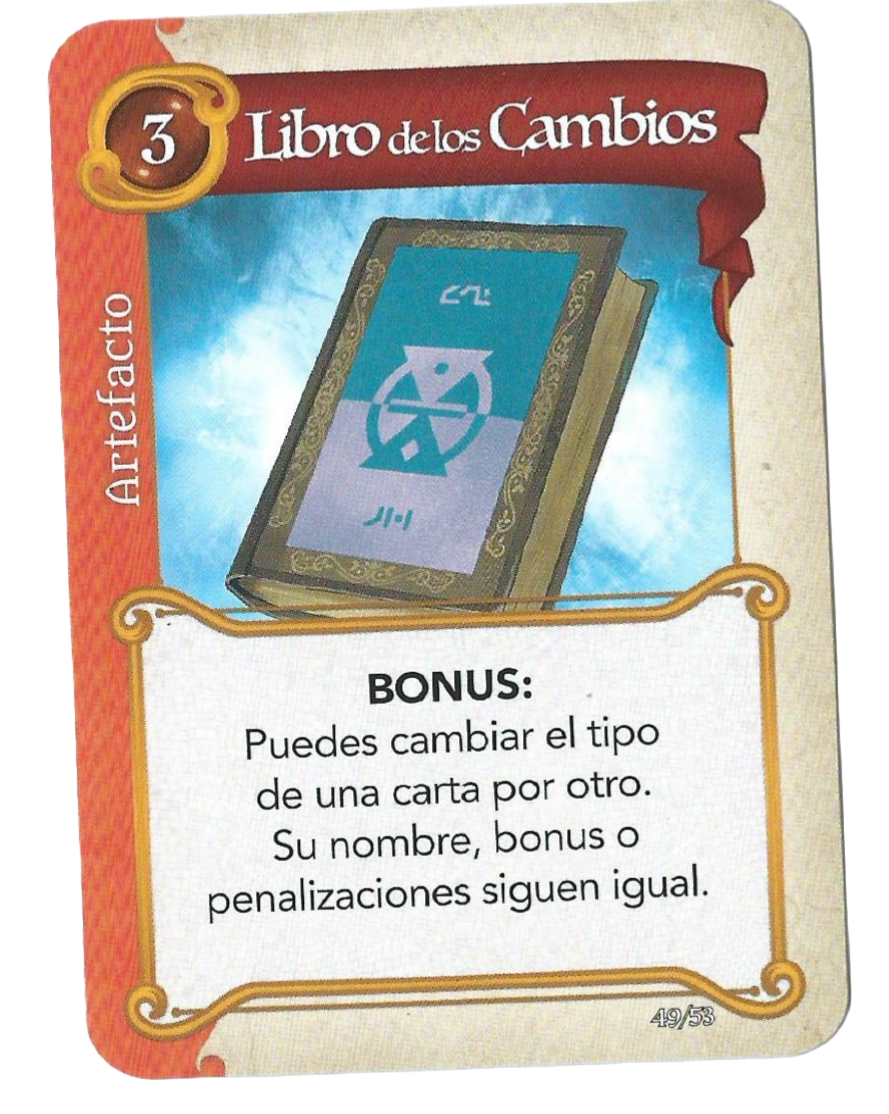 3
Libro de los Cambios
Artefacto
BONUS:
Puedes cambiar el tipo
de una carta por otro.
Su nombre, bonus o
penalizaciones siguen igual.
49/53